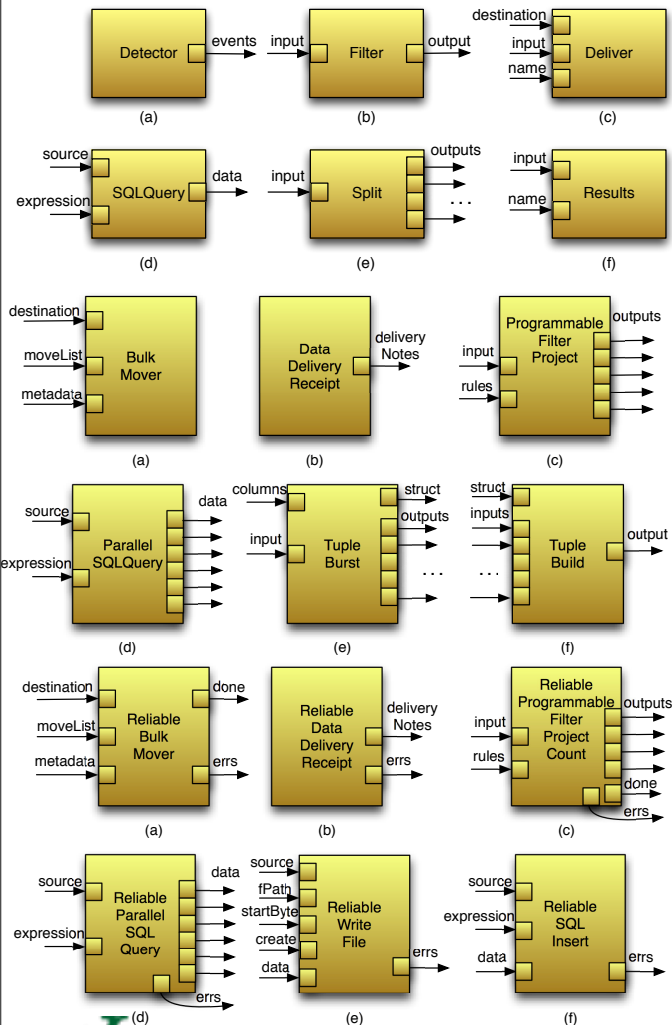 Detector
events
(a)
input
Filter
output
(b)
destination
input
name
Deliver
(c)
source
expression
SQLQuery
data
(d)
input
Split
outputs
...
(e)
input
name
Results
(f)
destination
moveList
metadata
Bulk
Mover
(a)
Data
Delivery
Receipt
delivery
Notes
(b)
input
rules
Programmable
Filter
Project
outputs
(c)
source
expression
Parallel
SQLQuery
data
(d)
columns
input
Tuple
Burst
struct
outputs
...
(e)
struct
inputs
...
Tuple
Build
output
(f)
destination
moveList
metadata
Reliable
Bulk
Mover
done
errs
(a)
Reliable
Data
Delivery
Receipt
delivery
Notes
errs
(b)
input
rules
Reliable
Programmable
Filter
Project
Count
outputs
done
errs
(c)
source
expression
Reliable
Parallel
SQL
Query
data
errs
(d)
source
fPath
startByte
create
data
Reliable
Write
File
errs
(e)
source
expression
data
Reliable
SQL
Insert
errs
(f)